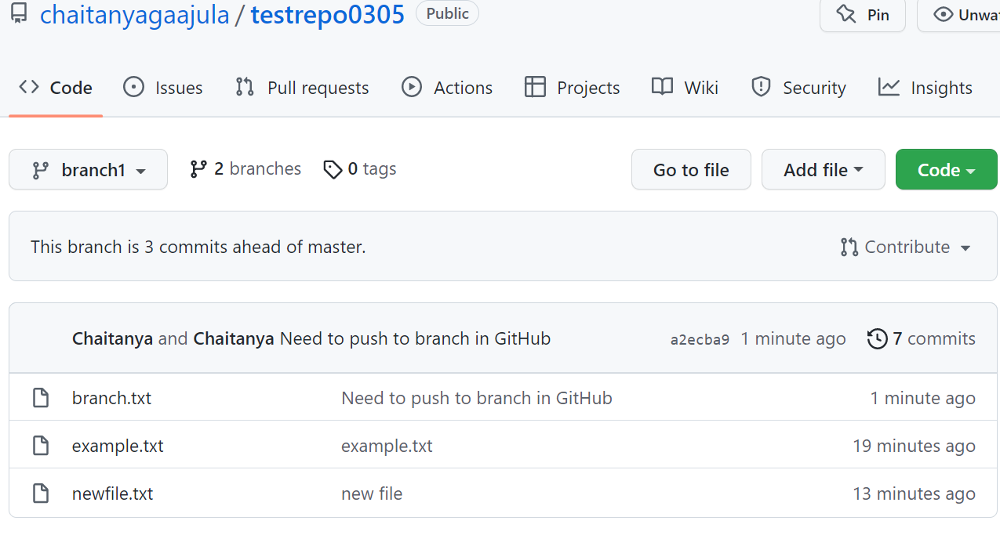 chaitanyagaajula / testrepo0305 Public Pin
Code Issues Pull requests Actions Projects Wiki Security Insights
branch1 2 branches 0 tags Go to file Add file Code
This branch is 3 commits ahead of master. Contribute
Chaitanya and Chaitanya Need to push to branch in GitHub a2ecba9 1 minute ago 7 commits
branch.txt Need to push to branch in GitHub 1 minute ago
example.txt example.txt 19 minutes ago
newfile.txt new file 13 minutes ago